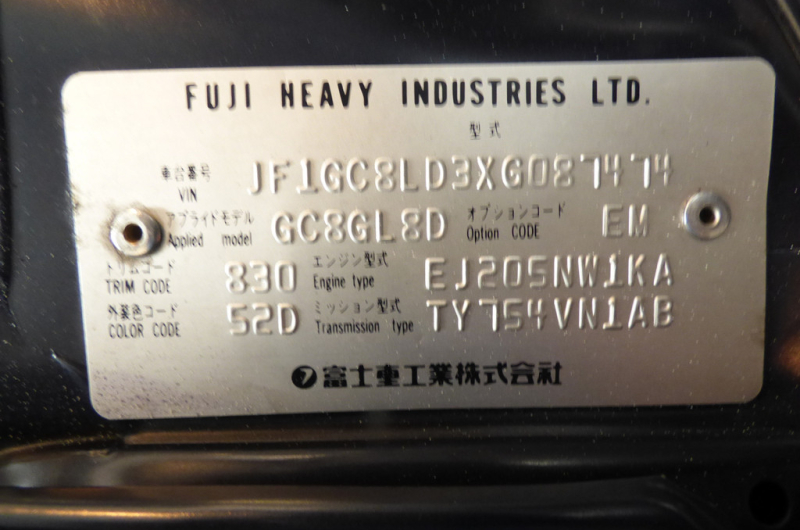 FUJI HEAVY INDUSTRIES LTD.
型式
車台番号 VIN JF1GC8LD3XG087474
アプライドモデル Applied model GC8GL8D オプションコード Option CODE EM
トリムコード TRIM CODE 830 エンジン型式 Engine type EJ205NW1KA
外装色コード COLOR CODE 52D ミッション型式 Transmission type TY754VN1AB
富士重工業株式会社